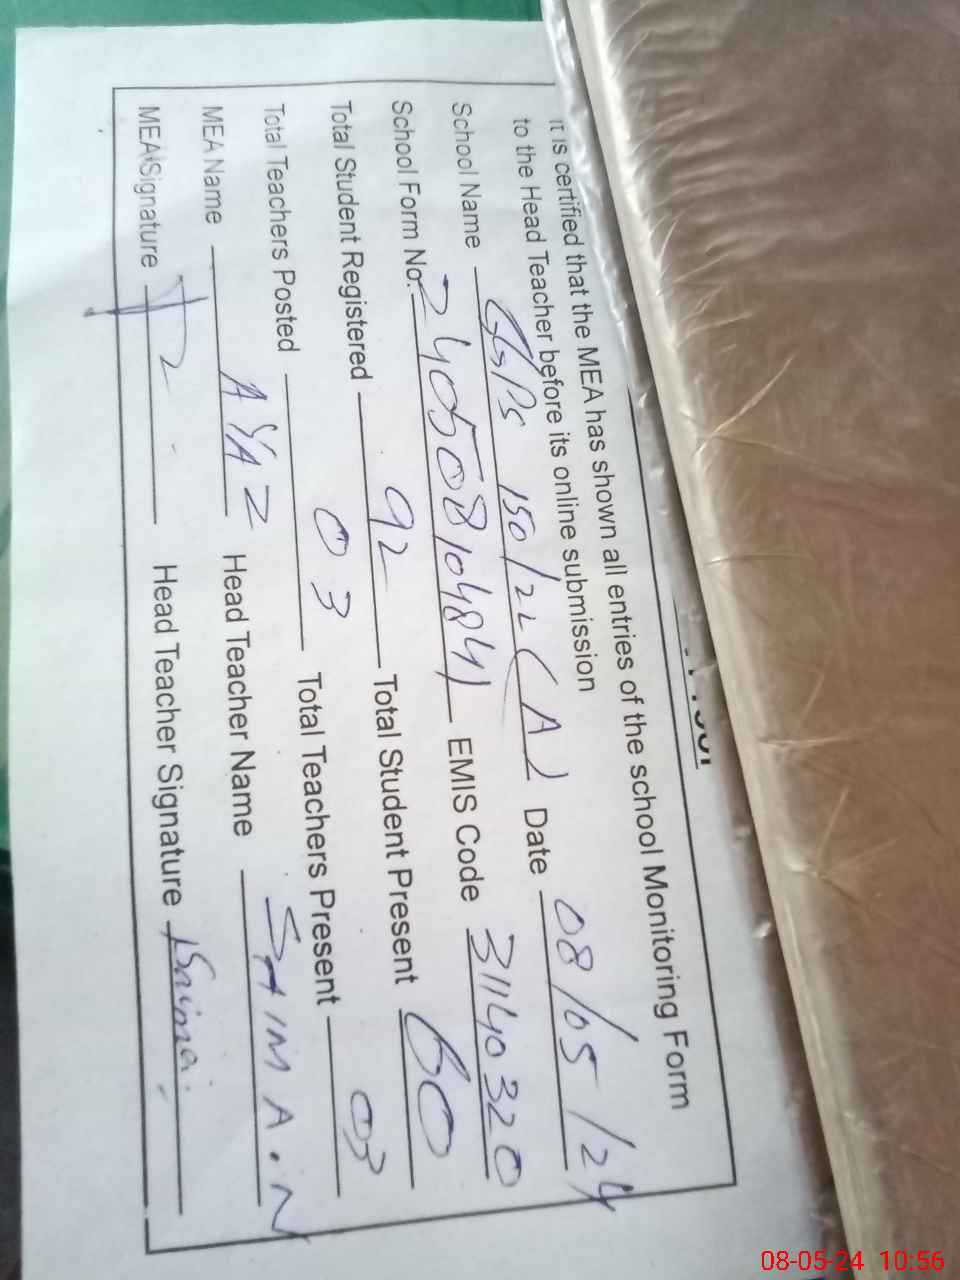 It is certified that the MEA has shown all entries of the school Monitoring Form
to the Head Teacher before its online submission
School Name GGPS 150/2L (A) Date 08/05/24
School Form No. 240508104841 EMIS Code 31140320
Total Student Registered 92 Total Student Present 60
Total Teachers Posted 03 Total Teachers Present 03
MEA Name AYAZ Head Teacher Name SAIMA.N
MEA Signature Head Teacher Signature Saima
08-05-24 10:56